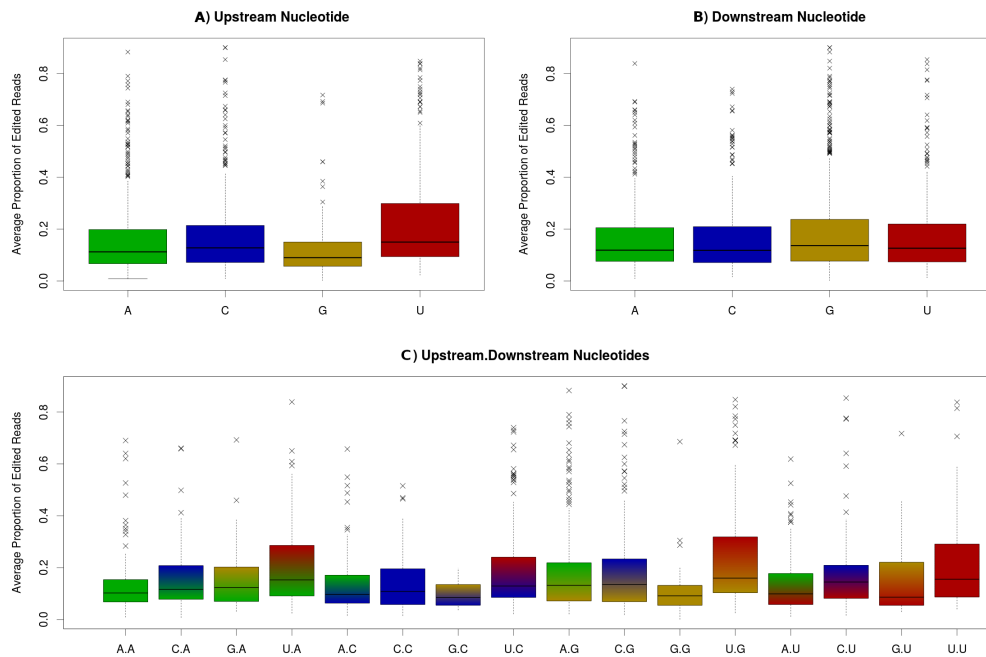 A) Upstream Nucleotide
Average Proportion of Edited Reads
0.0 0.2 0.4 0.6 0.8
A C G U
B) Downstream Nucleotide
Average Proportion of Edited Reads
0.0 0.2 0.4 0.6 0.8
A C G U
C) Upstream.Downstream Nucleotides
Average Proportion of Edited Reads
0.0 0.2 0.4 0.6 0.8
A.A C.A G.A U.A A.C C.C G.C U.C A.G C.G G.G U.G A.U C.U G.U U.U